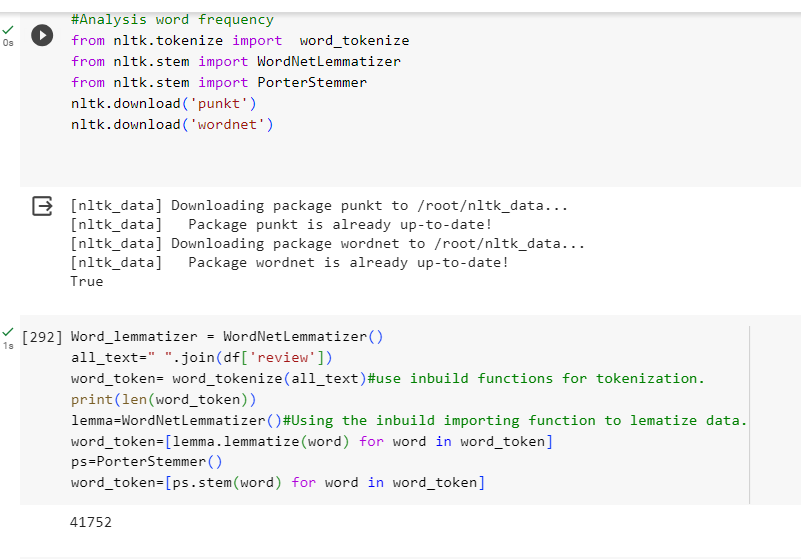 #Analysis word frequency
0s
from nltk.tokenize import  word_tokenize
from nltk.stem import WordNetLemmatizer
from nltk.stem import PorterStemmer
nltk.download('punkt')
nltk.download('wordnet')
[nltk_data] Downloading package punkt to /root/nltk_data...
[nltk_data]   Package punkt is already up-to-date!
[nltk_data] Downloading package wordnet to /root/nltk_data...
[nltk_data]   Package wordnet is already up-to-date!
True
[292] Word_lemmatizer = WordNetLemmatizer()
1s
all_text=" ".join(df['review'])
word_token= word_tokenize(all_text)#use inbuild functions for tokenization.
print(len(word_token))
lemma=WordNetLemmatizer()#Using the inbuild importing function to lematize data.
word_token=[lemma.lemmatize(word) for word in word_token]
ps=PorterStemmer()
word_token=[ps.stem(word) for word in word_token]
41752